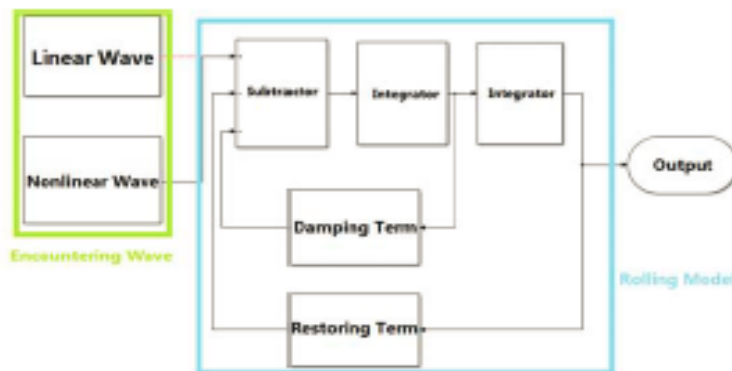 Linear Wave
Subtractor
Integrator
Integrator
Nonlinear Wave
Output
Damping Term
Encountering Wave
Rolling Model
Restoring Term